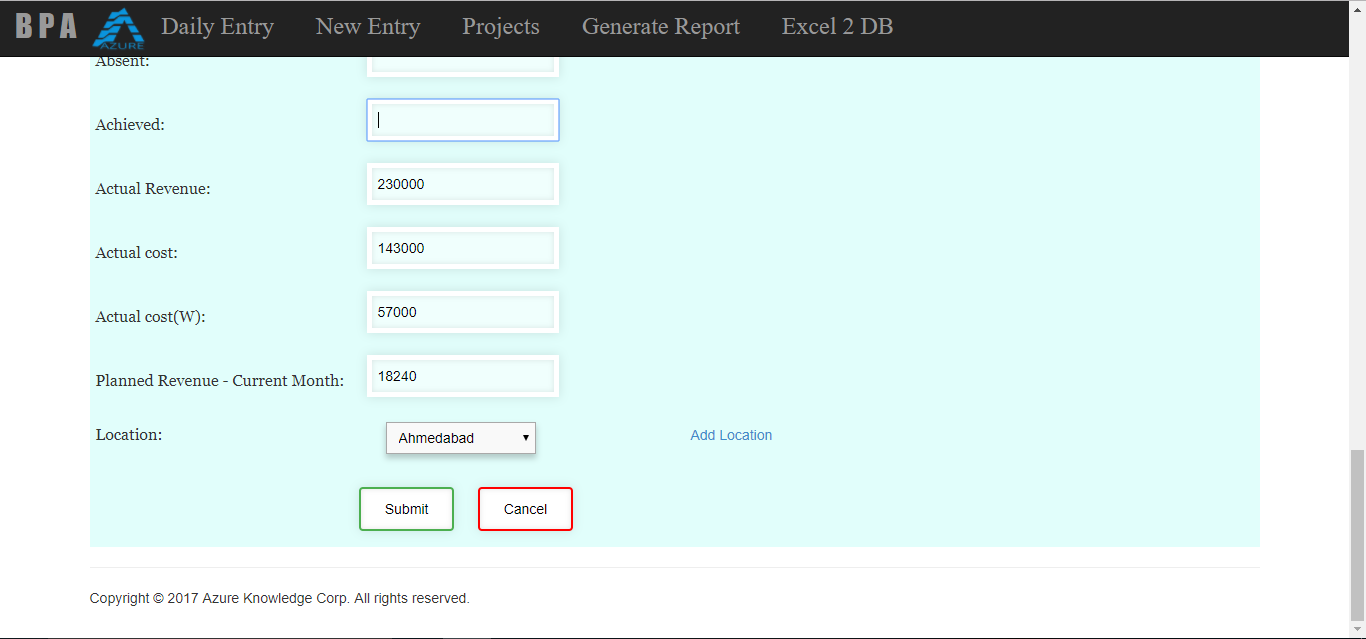 BPA AZURE Daily Entry New Entry Projects Generate Report Excel 2 DB
Absent:
Achieved:
Actual Revenue: 230000
Actual cost: 143000
Actual cost(W): 57000
Planned Revenue - Current Month: 18240
Location: Ahmedabad Add Location
Submit Cancel
Copyright © 2017 Azure Knowledge Corp. All rights reserved.